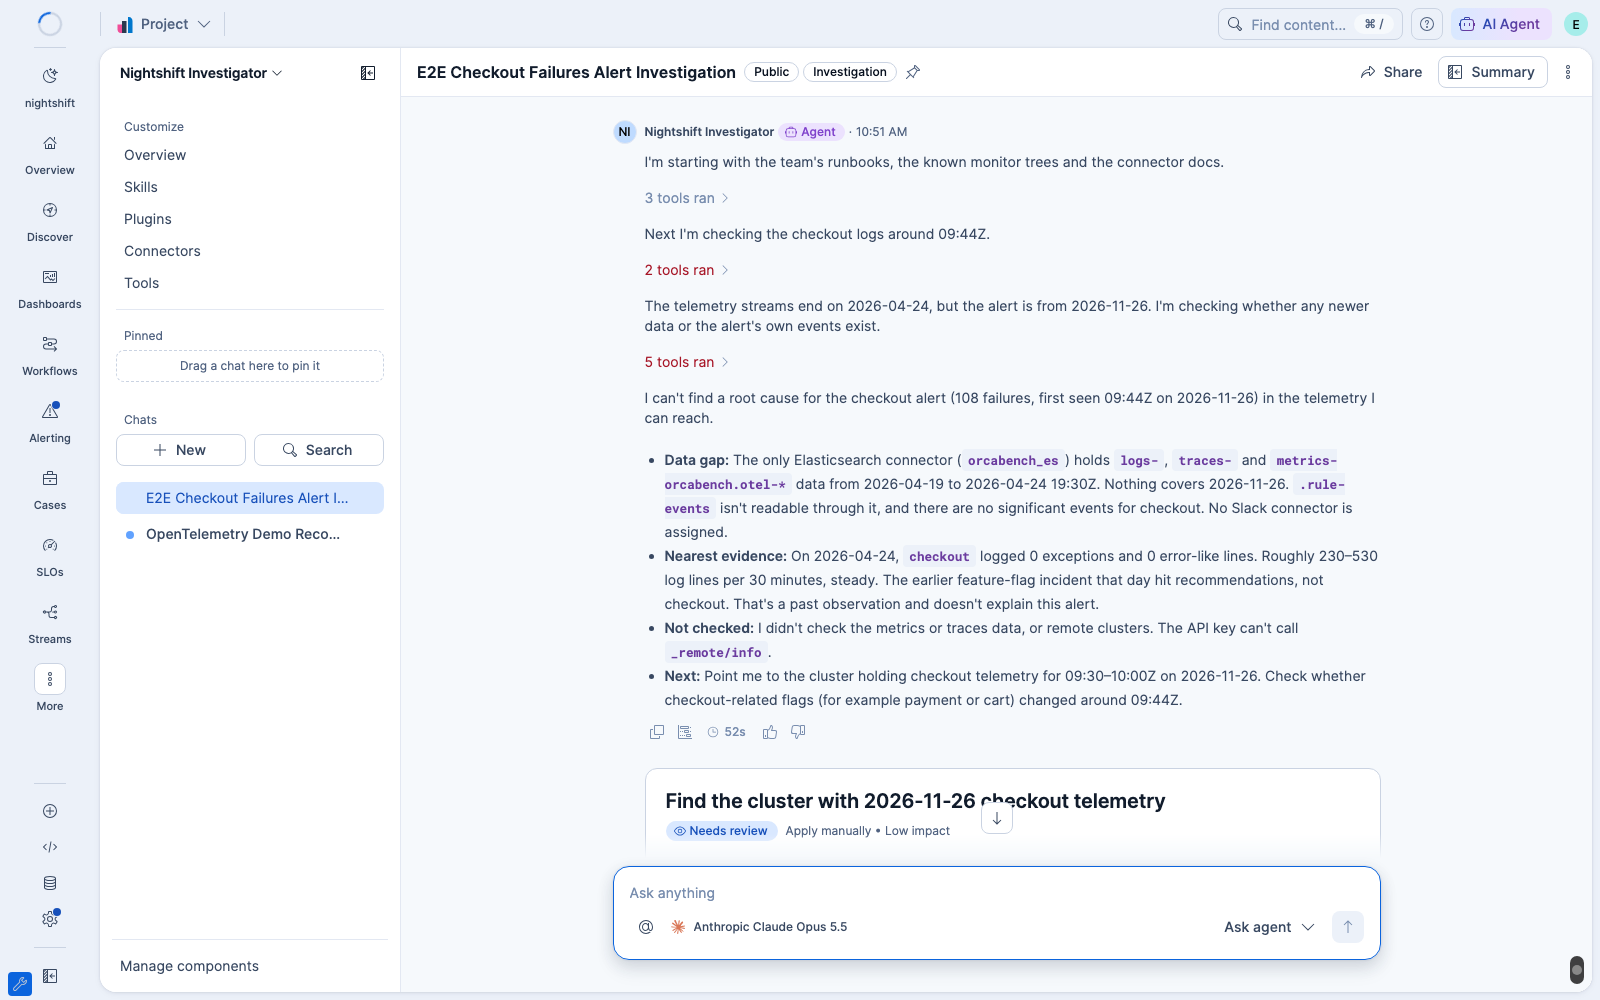 Project
Find content...
⌘ /
AI Agent
E
nightshift
Overview
Discover
Dashboards
Workflows
Alerting
Cases
SLOs
Streams
More
Nightshift Investigator
Customize
Overview
Skills
Plugins
Connectors
Tools
Pinned
Drag a chat here to pin it
Chats
New
Search
E2E Checkout Failures Alert I...
OpenTelemetry Demo Reco...
Manage components
E2E Checkout Failures Alert Investigation
Public
Investigation
Share
Summary
NI
Nightshift Investigator
Agent
· 10:51 AM
I'm starting with the team's runbooks, the known monitor trees and the connector docs.
3 tools ran
Next I'm checking the checkout logs around 09:44Z.
2 tools ran
The telemetry streams end on 2026-04-24, but the alert is from 2026-11-26. I'm checking whether any newer
data or the alert's own events exist.
5 tools ran
I can't find a root cause for the checkout alert (108 failures, first seen 09:44Z on 2026-11-26) in the telemetry I
can reach.
• Data gap: The only Elasticsearch connector ( orcabench_es ) holds logs- , traces- and metrics-
orcabench.otel-* data from 2026-04-19 to 2026-04-24 19:30Z. Nothing covers 2026-11-26. .rule-
events isn't readable through it, and there are no significant events for checkout. No Slack connector is
assigned.
• Nearest evidence: On 2026-04-24, checkout logged 0 exceptions and 0 error-like lines. Roughly 230–530
log lines per 30 minutes, steady. The earlier feature-flag incident that day hit recommendations, not
checkout. That's a past observation and doesn't explain this alert.
• Not checked: I didn't check the metrics or traces data, or remote clusters. The API key can't call
_remote/info .
• Next: Point me to the cluster holding checkout telemetry for 09:30–10:00Z on 2026-11-26. Check whether
checkout-related flags (for example payment or cart) changed around 09:44Z.
52s
Find the cluster with 2026-11-26 checkout telemetry
Needs review
Apply manually • Low impact
Ask anything
@
Anthropic Claude Opus 5.5
Ask agent